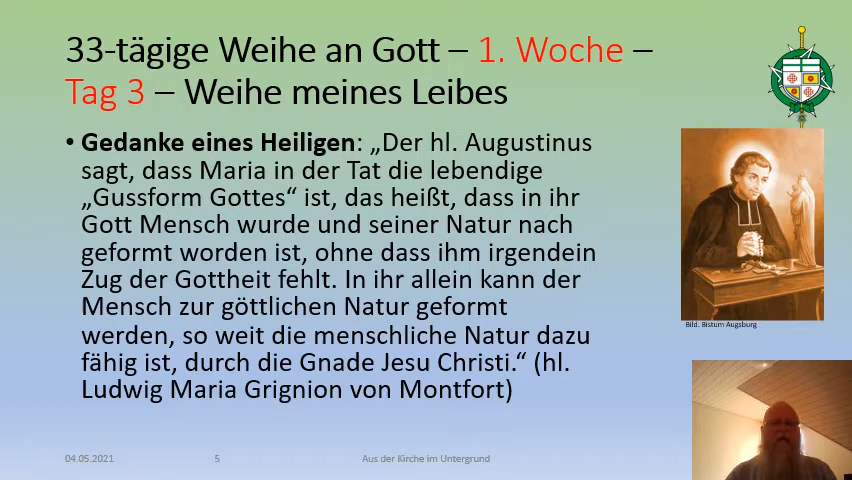 33-tägige Weihe an Gott – 1. Woche –
Tag 3 – Weihe meines Leibes
• Gedanke eines Heiligen: „Der hl. Augustinus
sagt, dass Maria in der Tat die lebendige
„Gussform Gottes“ ist, das heißt, dass in ihr
Gott Mensch wurde und seiner Natur nach
geformt worden ist, ohne dass ihm irgendein
Zug der Gottheit fehlt. In ihr allein kann der
Mensch zur göttlichen Natur geformt
werden, so weit die menschliche Natur dazu
fähig ist, durch die Gnade Jesu Christi.“ (hl.
Ludwig Maria Grignion von Montfort)
Bild. Bistum Augsburg
04.05.2021
5
Aus der Kirche im Untergrund